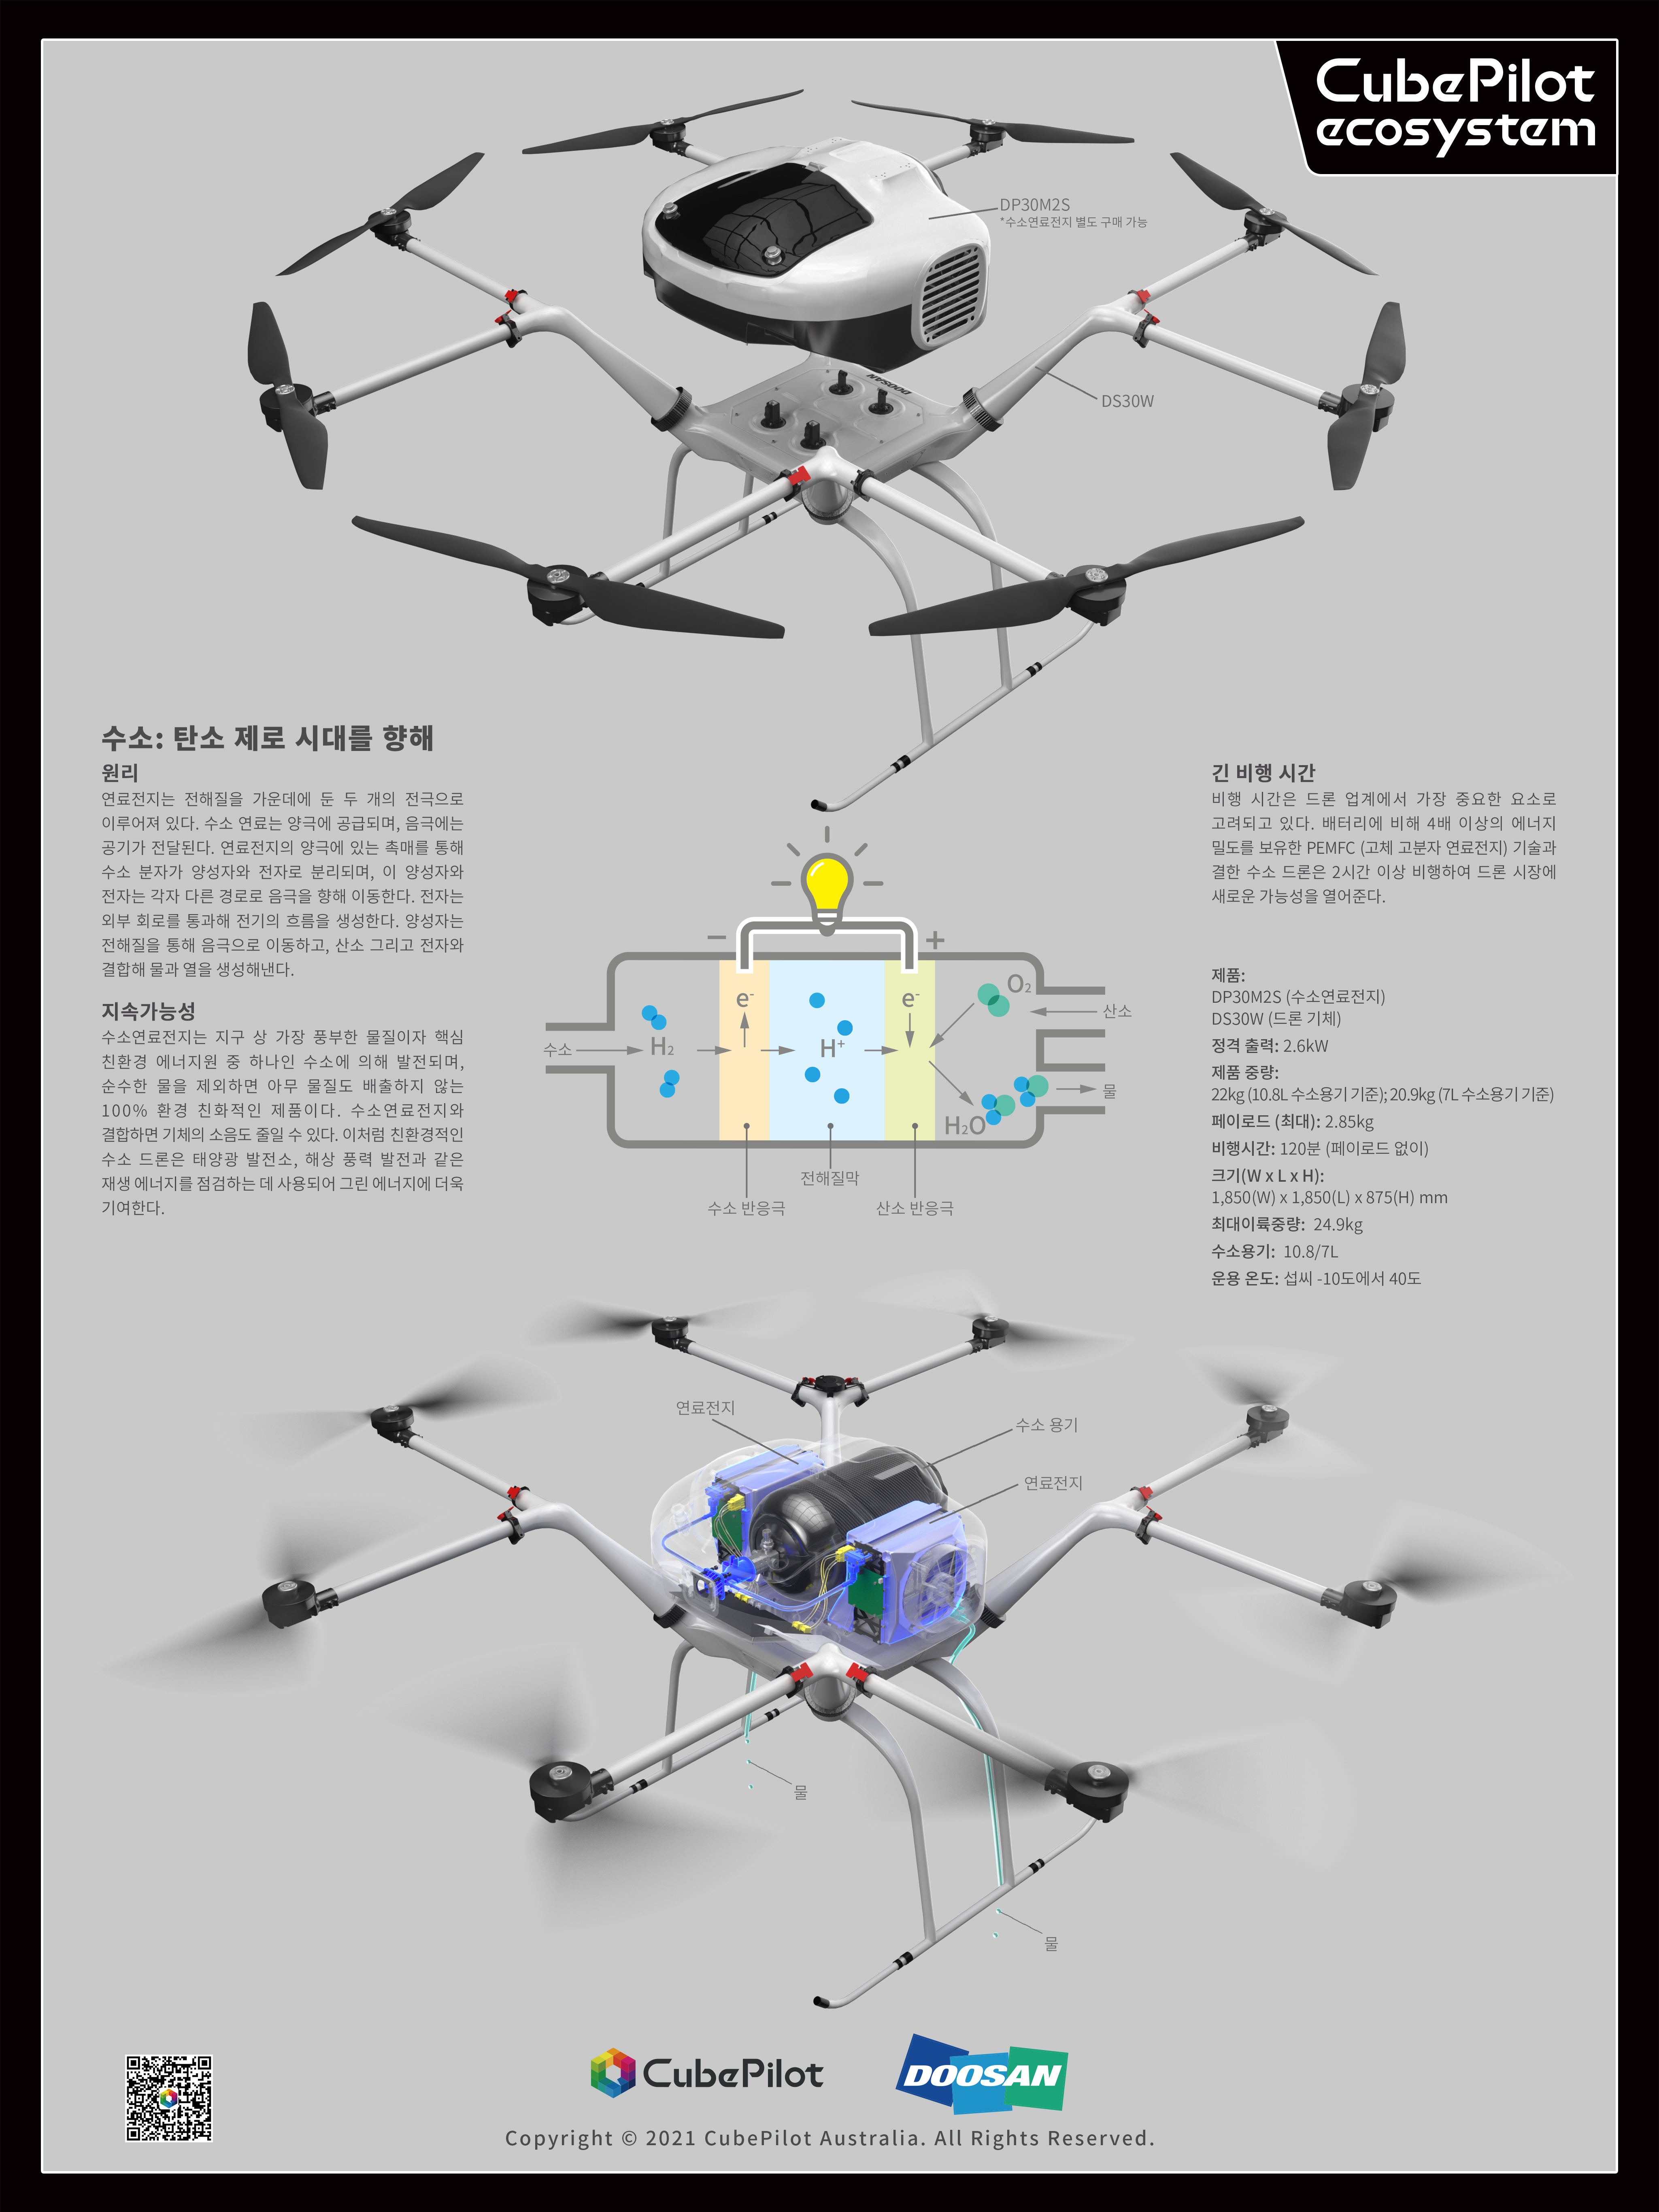 CubePilot
ecosystem
DP30M2S
*수소연료전지 별도 구매 가능
DOOSAN
DS30W
수소: 탄소 제로 시대를 향해
원리
연료전지는 전해질을 가운데에 둔 두 개의 전극으로
이루어져 있다. 수소 연료는 양극에 공급되며, 음극에는
공기가 전달된다. 연료전지의 양극에 있는 촉매를 통해
수소 분자가 양성자와 전자로 분리되며, 이 양성자와
전자는 각자 다른 경로로 음극을 향해 이동한다. 전자는
외부 회로를 통과해 전기의 흐름을 생성한다. 양성자는
전해질을 통해 음극으로 이동하고, 산소 그리고 전자와
결합해 물과 열을 생성해낸다.
지속가능성
수소연료전지는 지구 상 가장 풍부한 물질이자 핵심
친환경 에너지원 중 하나인 수소에 의해 발전되며,
순수한 물을 제외하면 아무 물질도 배출하지 않는
100% 환경 친화적인 제품이다. 수소연료전지와
결합하면 기체의 소음도 줄일 수 있다. 이처럼 친환경적인
수소 드론은 태양광 발전소, 해상 풍력 발전과 같은
재생 에너지를 점검하는 데 사용되어 그린 에너지에 더욱
기여한다.
− +
e- e- O2
산소
수소 H2 H+
물
H2O
전해질막
수소 반응극 산소 반응극
긴 비행 시간
비행 시간은 드론 업계에서 가장 중요한 요소로
고려되고 있다. 배터리에 비해 4배 이상의 에너지
밀도를 보유한 PEMFC (고체 고분자 연료전지) 기술과
결한 수소 드론은 2시간 이상 비행하여 드론 시장에
새로운 가능성을 열어준다.
제품:
DP30M2S (수소연료전지)
DS30W (드론 기체)
정격 출력: 2.6kW
제품 중량:
22kg (10.8L 수소용기 기준); 20.9kg (7L 수소용기 기준)
페이로드 (최대): 2.85kg
비행시간: 120분 (페이로드 없이)
크기(W x L x H):
1,850(W) x 1,850(L) x 875(H) mm
최대이륙중량: 24.9kg
수소용기: 10.8/7L
운용 온도: 섭씨 -10도에서 40도
연료전지
수소 용기
연료전지
물
물
CubePilot
DOOSAN
Copyright © 2021 CubePilot Australia. All Rights Reserved.